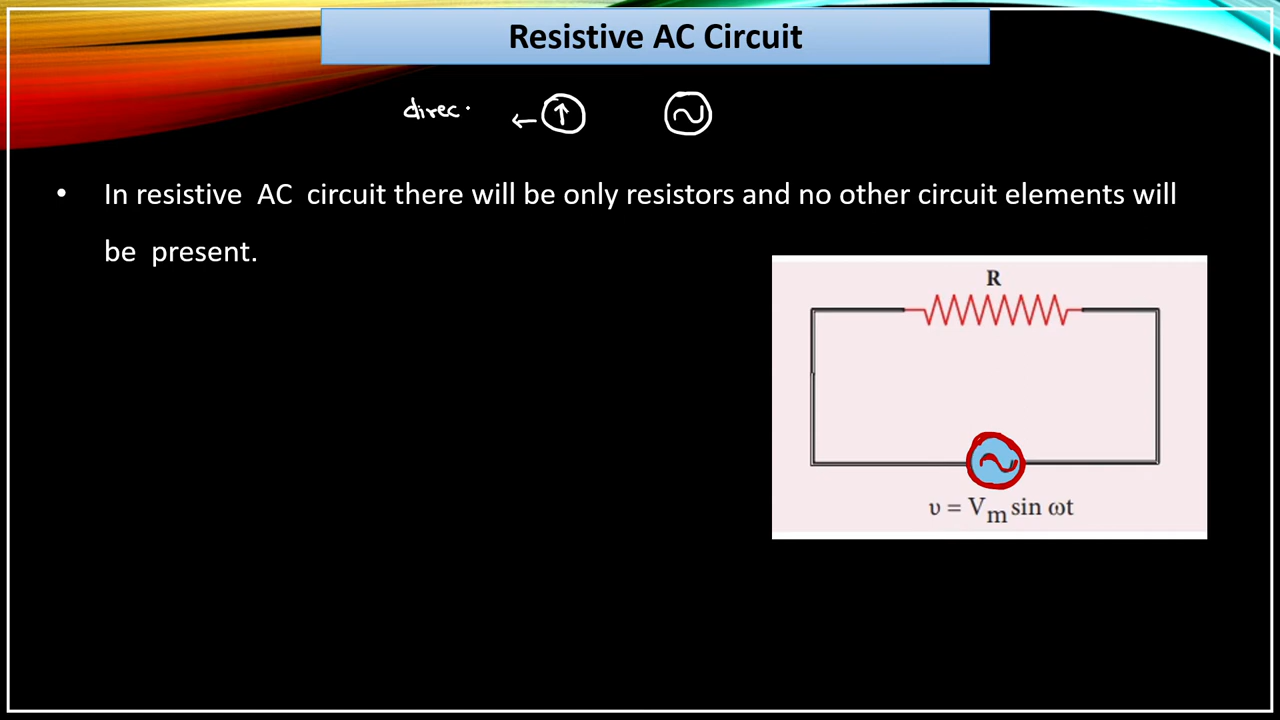 Resistive AC Circuit
direc.
• In resistive AC circuit there will be only resistors and no other circuit elements will
be present.
R
υ = Vm sin ωt